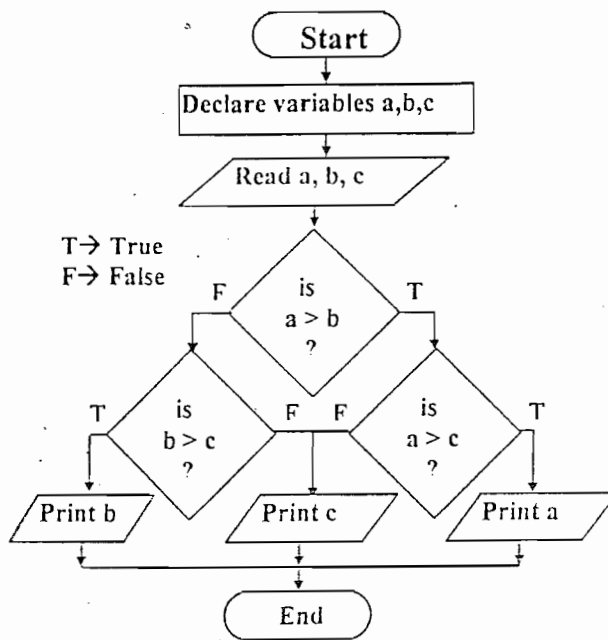 Start
Declare variables a,b,c
Read a, b, c
T→ True
F→ False
F
is
a > b
?
T
T
is
b > c
?
F
F
is
a > c
?
T
Print b
Print c
Print a
End